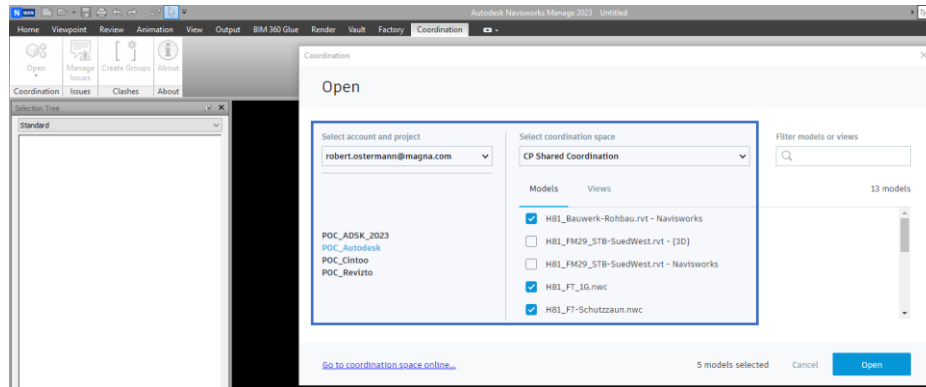 N MAN
Autodesk Navisworks Manage 2023 Untitled
Home Viewpoint Review Animation View Output BIM 360 Glue Render Vault Factory Coordination
Open
Manage Issues
Create Groups
About
Coordination Issues Clashes About
Selection Tree
Standard
Coordination
Open
Select account and project
robert.ostermann@magna.com
POC_ADSK_2023
POC_Autodesk
POC_Cintoo
POC_Revizto
Select coordination space
CP Shared Coordination
Models Views
H81_Bauwerk-Rohbau.rvt - Navisworks
H81_FM29_STB-SuedWest.rvt - {3D}
H81_FM29_STB-SuedWest.rvt - Navisworks
H81_FT_1G.nwc
H81_FT-Schutzzaun.nwc
Filter models or views
13 models
Go to coordination space online...
5 models selected Cancel Open